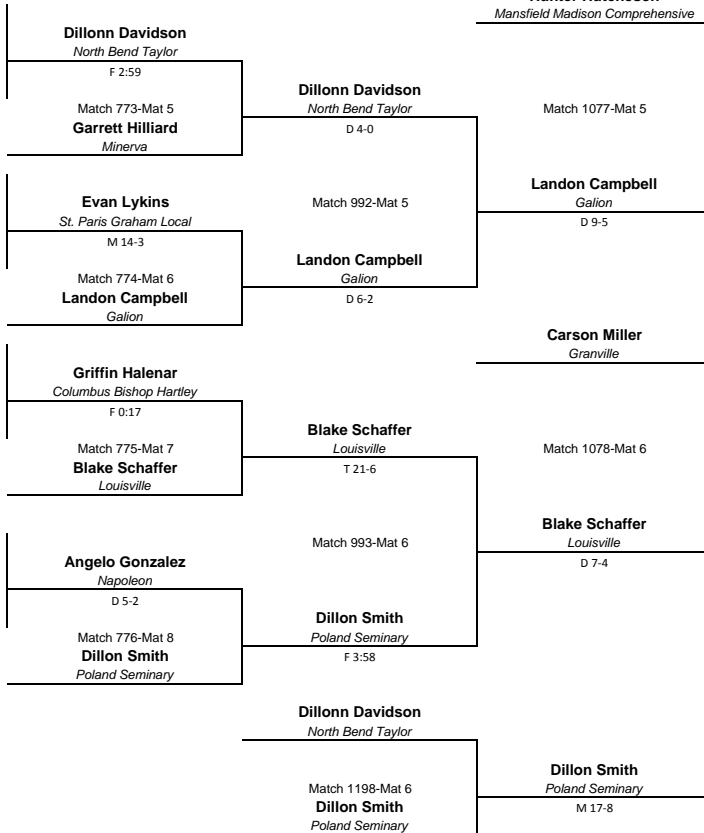 Dillonn Davidson
North Bend Taylor
F 2:59
Match 773-Mat 5
Garrett Hilliard
Minerva
Evan Lykins
St. Paris Graham Local
M 14-3
Match 774-Mat 6
Landon Campbell
Galion
Griffin Halenar
Columbus Bishop Hartley
F 0:17
Match 775-Mat 7
Blake Schaffer
Louisville
Angelo Gonzalez
Napoleon
D 5-2
Match 776-Mat 8
Dillon Smith
Poland Seminary
Dillonn Davidson
North Bend Taylor
D 4-0
Match 992-Mat 5
Landon Campbell
Galion
D 6-2
Blake Schaffer
Louisville
T 21-6
Match 993-Mat 6
Dillon Smith
Poland Seminary
F 3:58
Dillonn Davidson
North Bend Taylor
Match 1198-Mat 6
Dillon Smith
Poland Seminary
Mansfield Madison Comprehensive
Match 1077-Mat 5
Landon Campbell
Galion
D 9-5
Carson Miller
Granville
Match 1078-Mat 6
Blake Schaffer
Louisville
D 7-4
Dillon Smith
Poland Seminary
M 17-8